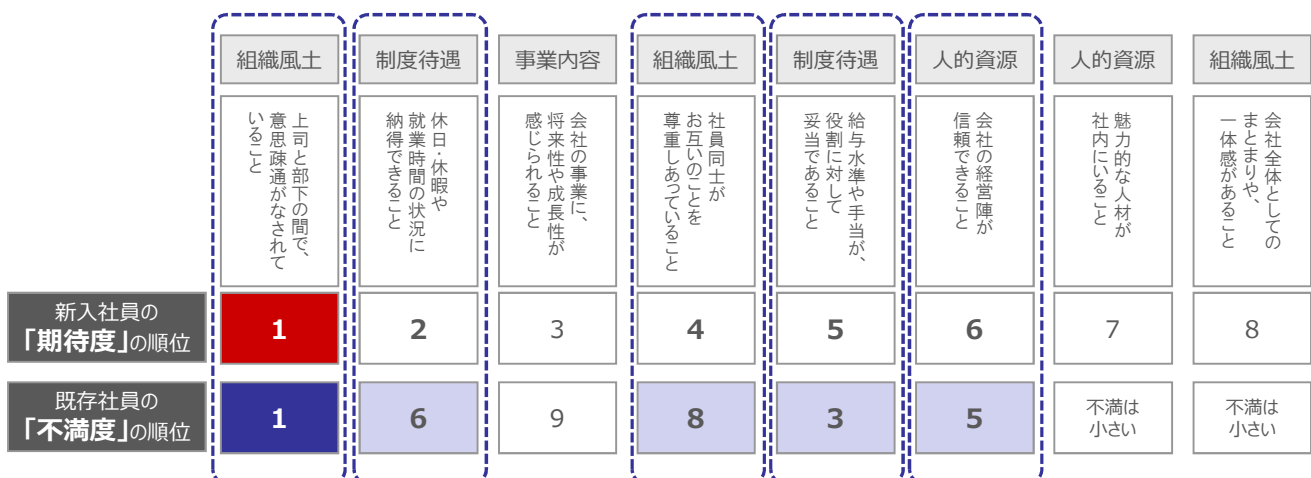 組織風土
制度待遇
事業内容
組織風土
制度待遇
人的資源
人的資源
組織風土
上司と部下の間で、
意思疎通がなされて
いること
休日・休暇や
就業時間の状況に
納得できること
会社の事業に、
将来性や成長性が
感じられること
社員同士が
お互いのことを
尊重しあっていること
給与水準や手当が、
役割に対して
妥当であること
会社の経営陣が
信頼できること
魅力的な人材が
社内にいること
会社全体としての
まとまりや、
一体感があること
新入社員の
「期待度」の順位
1
2
3
4
5
6
7
8
既存社員の
「不満度」の順位
1
6
9
8
3
5
不満は
小さい
不満は
小さい